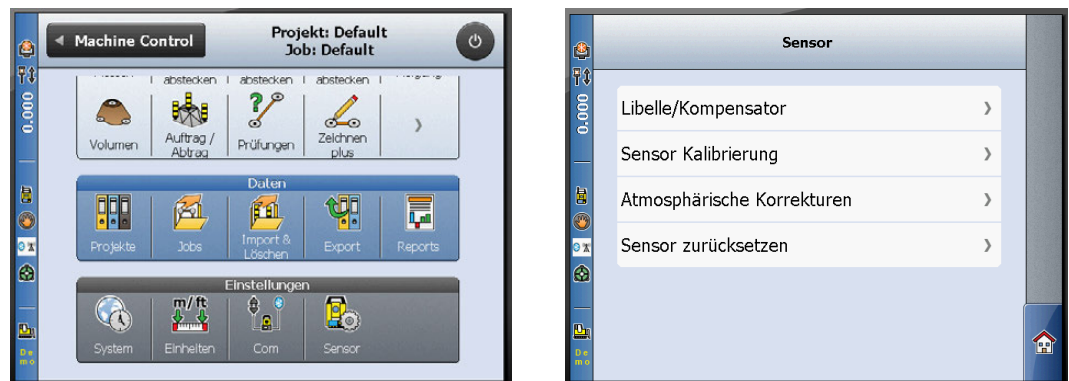 Machine Control
Projekt: Default
Job: Default
0.000
abstecken
abstecken
abstecken
Volumen
Auftrag /
Abtrag
Prüfungen
Zeichnen
plus
Daten
Projekte
Jobs
Import &
Löschen
Export
Reports
Einstellungen
m/ft
System
Einheiten
Com
Sensor
De
mo
Sensor
0.000
Libelle/Kompensator
Sensor Kalibrierung
Atmosphärische Korrekturen
Sensor zurücksetzen
De
mo